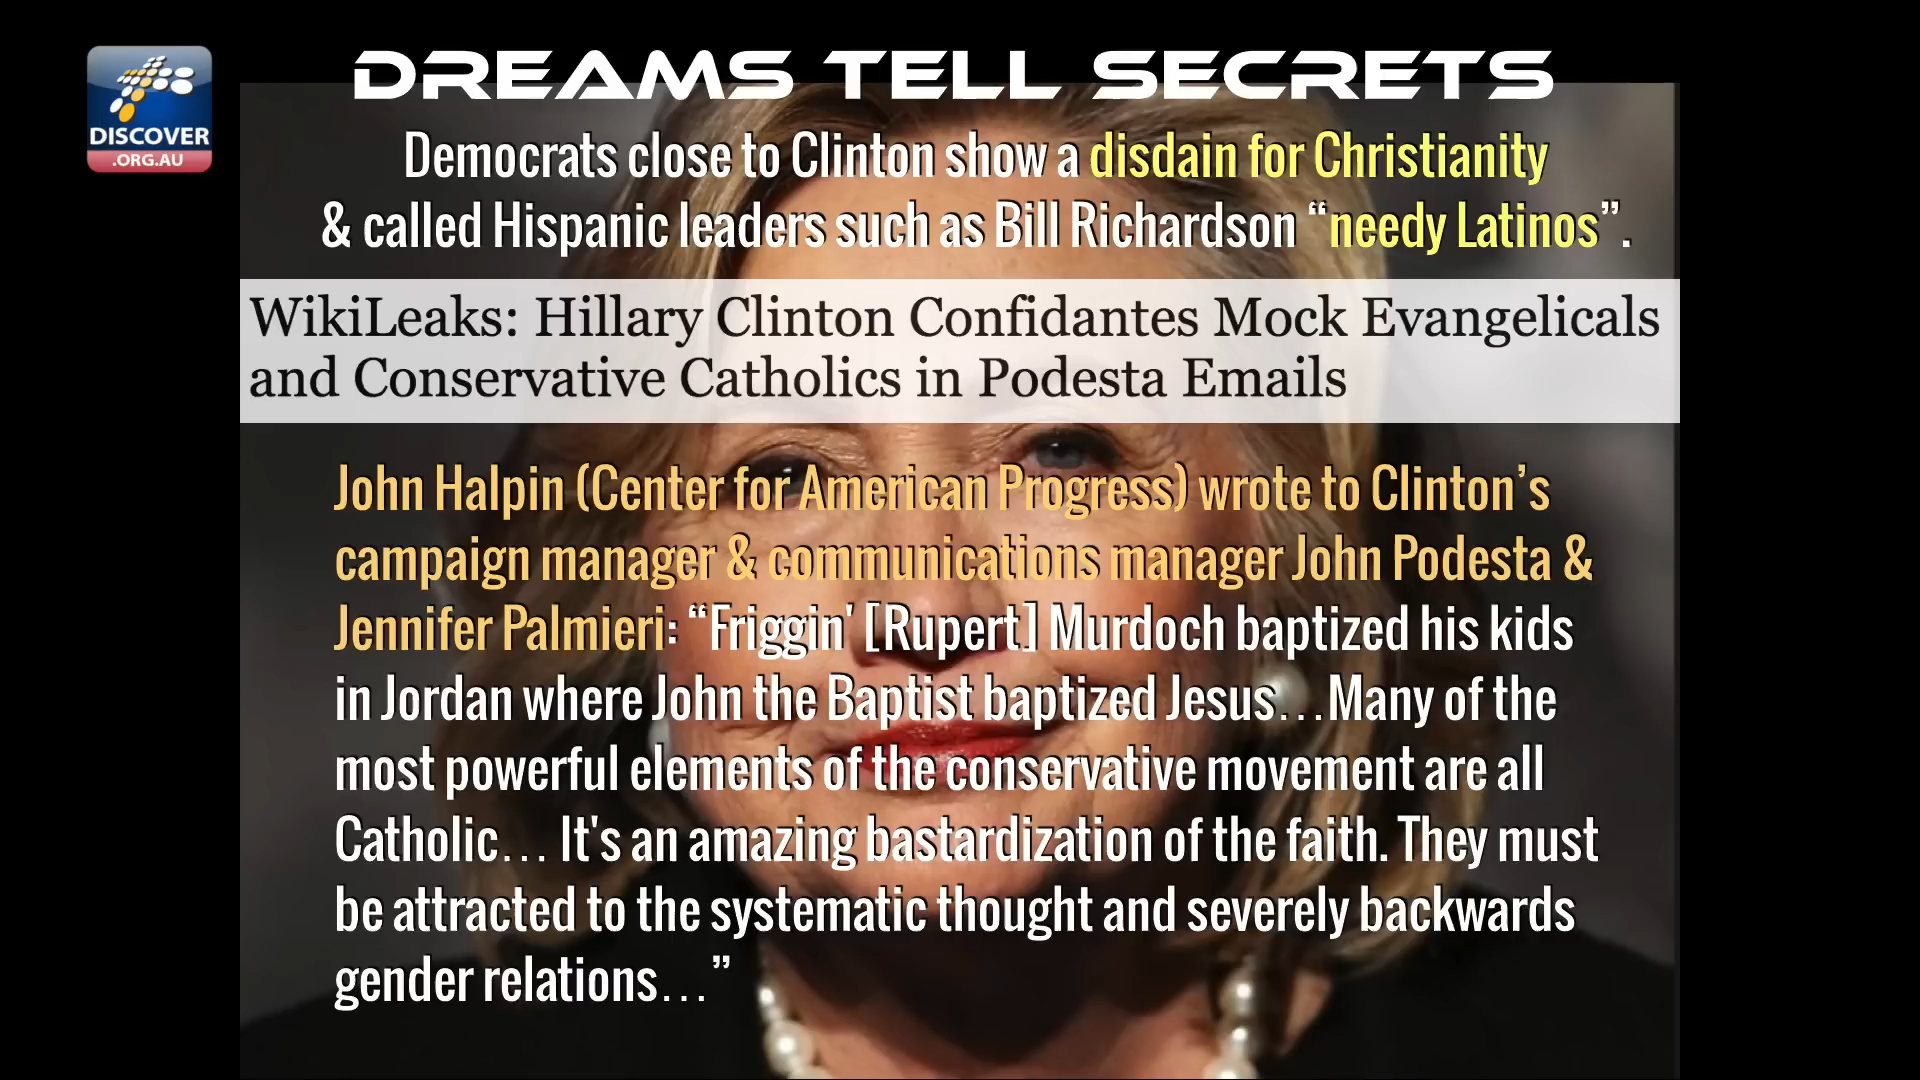 DREAMS TELL SECRETS
DISCOVER
.ORG.AU
Democrats close to Clinton show a disdain for Christianity
& called Hispanic leaders such as Bill Richardson “needy Latinos”.
WikiLeaks: Hillary Clinton Confidantes Mock Evangelicals
and Conservative Catholics in Podesta Emails
John Halpin (Center for American Progress) wrote to Clinton’s
campaign manager & communications manager John Podesta &
Jennifer Palmieri: “Friggin' [Rupert] Murdoch baptized his kids
in Jordan where John the Baptist baptized Jesus…Many of the
most powerful elements of the conservative movement are all
Catholic… It's an amazing bastardization of the faith. They must
be attracted to the systematic thought and severely backwards
gender relations…”